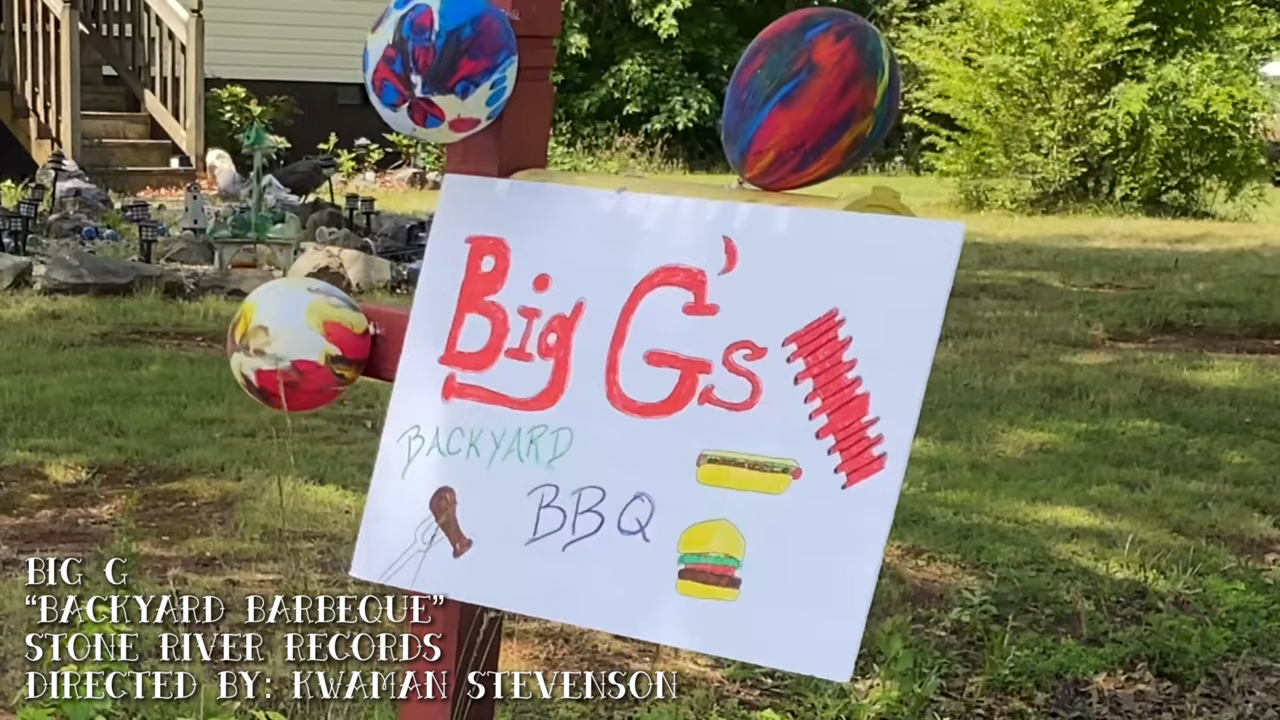 Big G's
BACKYARD
BBQ
BIG G
“BACKYARD BARBEQUE”
STONE RIVER RECORDS
DIRECTED BY: KWAMAN STEVENSON